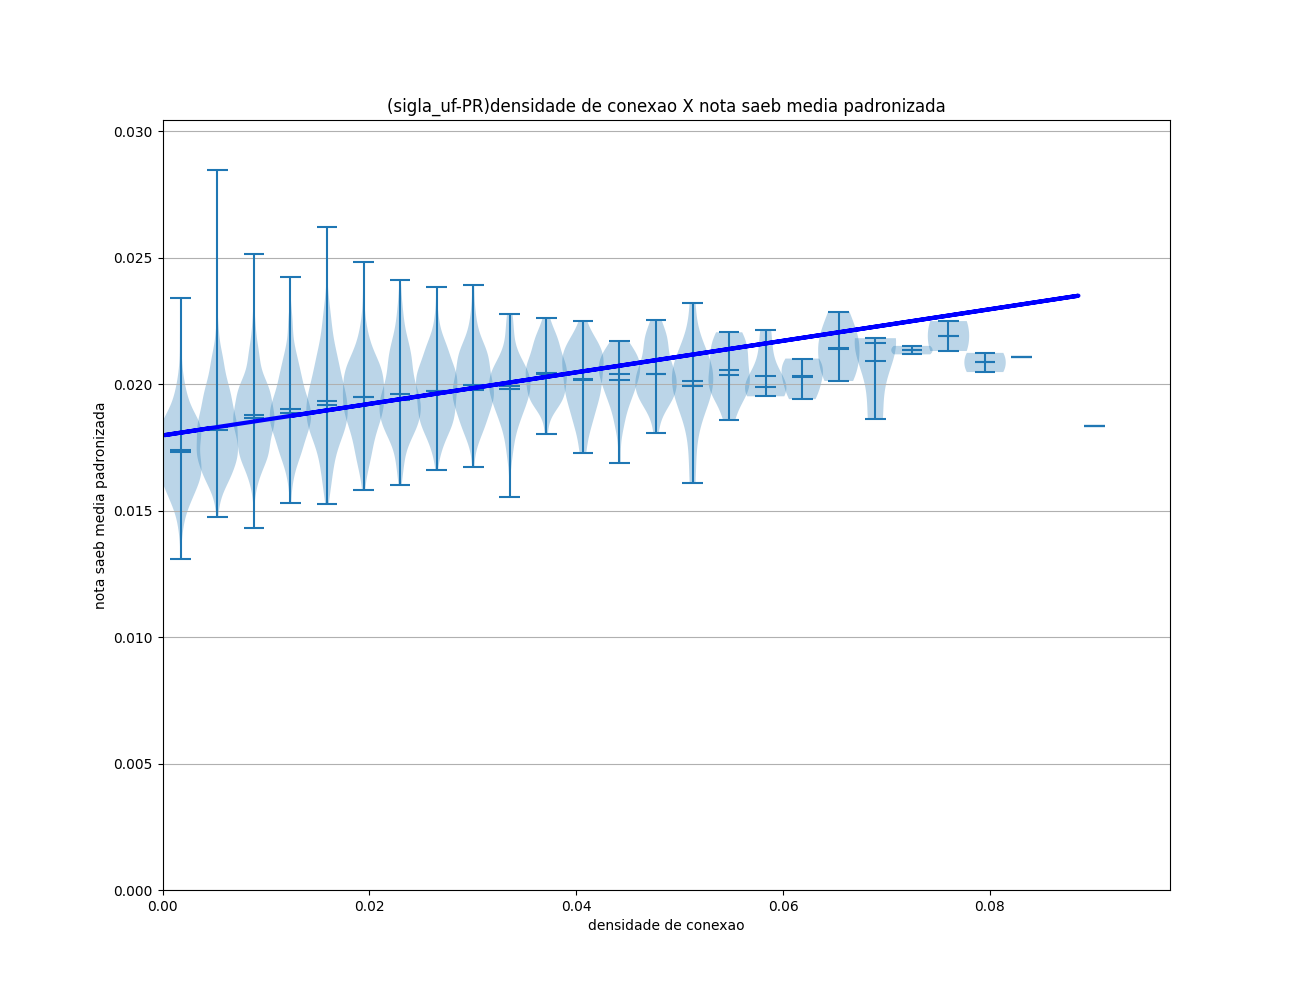 (sigla_uf-PR)densidade de conexao X nota saeb media padronizada
0.030
0.025
0.020
0.015
0.010
0.005
0.000
nota saeb media padronizada
0.00 0.02 0.04 0.06 0.08
densidade de conexao